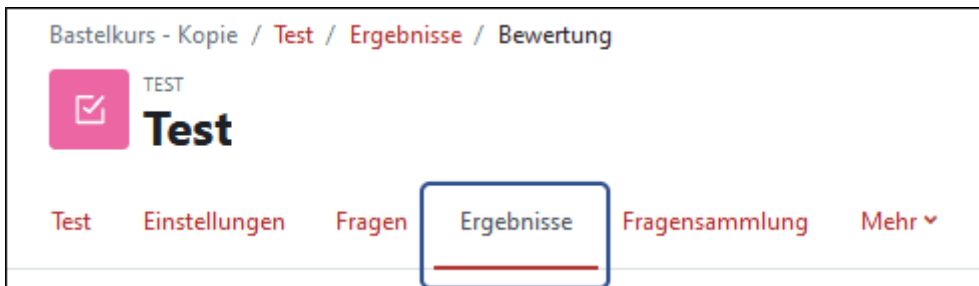 Bastelkurs - Kopie / Test / Ergebnisse / Bewertung
TEST
Test
Test Einstellungen Fragen Ergebnisse Fragensammlung Mehr